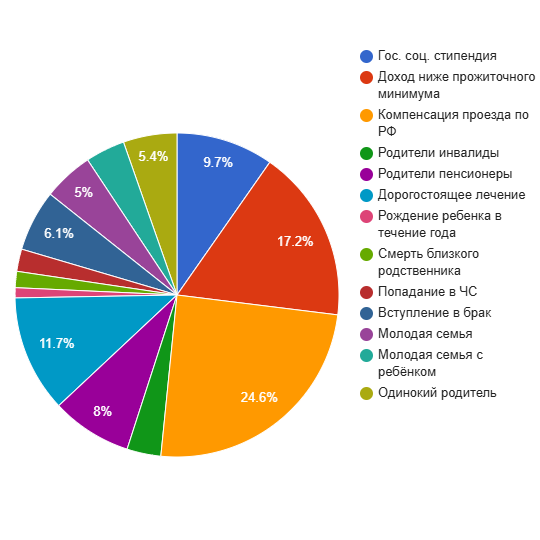 Гос. соц. стипендия
Доход ниже прожиточного
минимума
Компенсация проезда по
РФ
Родители инвалиды
Родители пенсионеры
Дорогостоящее лечение
Рождение ребенка в
течение года
Смерть близкого
родственника
Попадание в ЧС
Вступление в брак
Молодая семья
Молодая семья с
ребёнком
Одинокий родитель
9.7%
17.2%
24.6%
8%
11.7%
6.1%
5%
5.4%